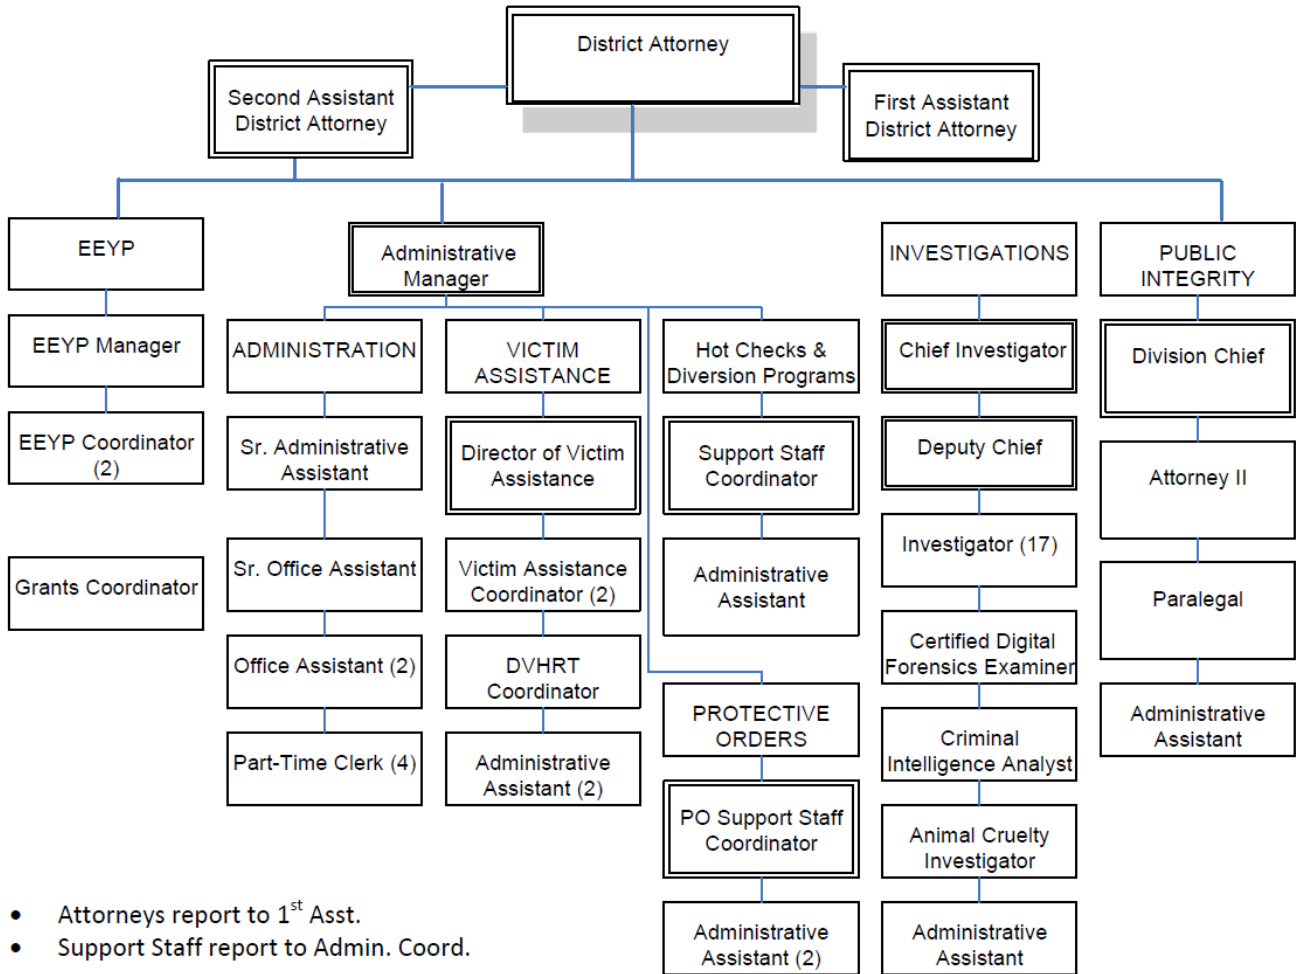 District Attorney
Second Assistant
District Attorney
First Assistant
District Attorney
EEYP
EEYP Manager
EEYP Coordinator
(2)
Grants Coordinator
Administrative
Manager
ADMINISTRATION
Sr. Administrative
Assistant
Sr. Office Assistant
Office Assistant (2)
Part-Time Clerk (4)
VICTIM
ASSISTANCE
Director of Victim
Assistance
Victim Assistance
Coordinator (2)
DVHRT
Coordinator
Administrative
Assistant (2)
Hot Checks &
Diversion Programs
Support Staff
Coordinator
Administrative
Assistant
PROTECTIVE
ORDERS
PO Support Staff
Coordinator
Administrative
Assistant (2)
INVESTIGATIONS
Chief Investigator
Deputy Chief
Investigator (17)
Certified Digital
Forensics Examiner
Criminal
Intelligence Analyst
Animal Cruelty
Investigator
Administrative
Assistant
PUBLIC
INTEGRITY
Division Chief
Attorney II
Paralegal
Administrative
Assistant
• Attorneys report to 1st Asst.
• Support Staff report to Admin. Coord.